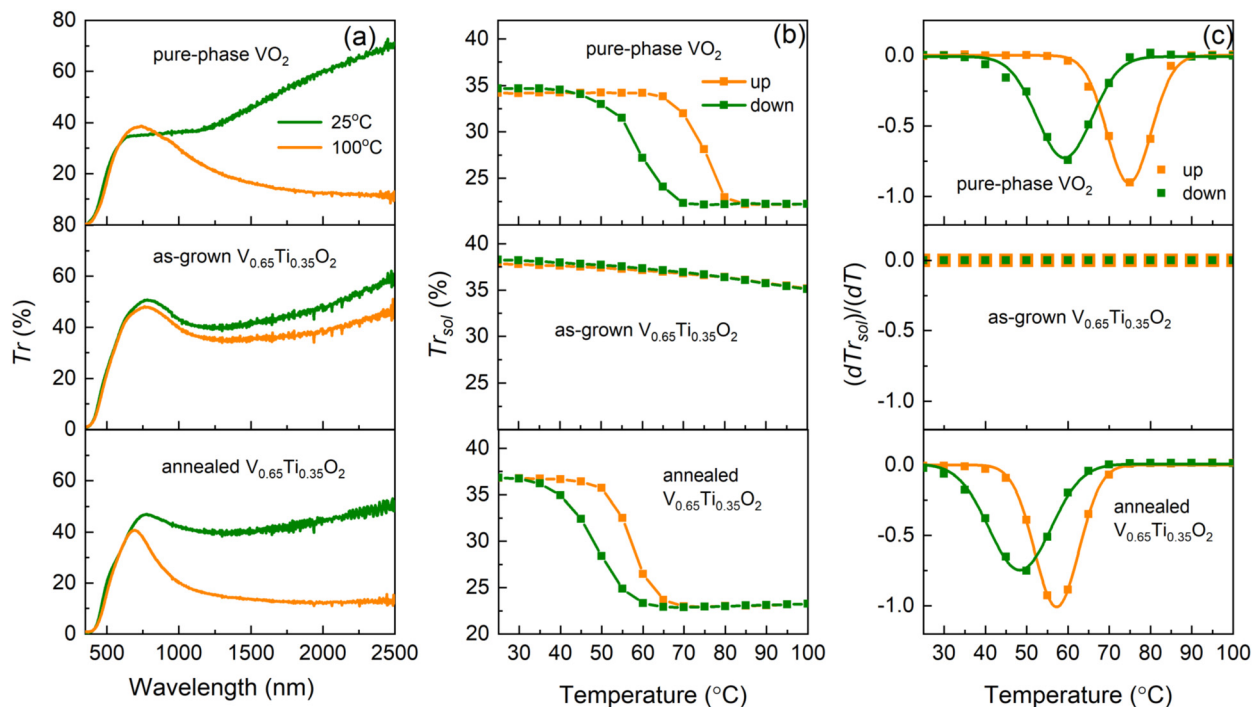 (a)
pure-phase VO2
25°C
100°C
80
60
40
20
80
as-grown V0.65Ti0.35O2
60
40
20
0
annealed V0.65Ti0.35O2
60
40
20
0
Tr (%)
500 1000 1500 2000 2500
Wavelength (nm)
(b)
pure-phase VO2
up
down
40
35
30
25
40
35
30
25
as-grown V0.65Ti0.35O2
40
35
30
25
20
annealed
V0.65Ti0.35O2
Trsol (%)
30 40 50 60 70 80 90 100
Temperature (°C)
(c)
0.0
-0.5
-1.0
pure-phase VO2
up
down
0.0
-0.5
-1.0
as-grown V0.65Ti0.35O2
0.0
-0.5
-1.0
annealed
V0.65Ti0.35O2
(dTrsol)/(dT)
30 40 50 60 70 80 90 100
Temperature (°C)